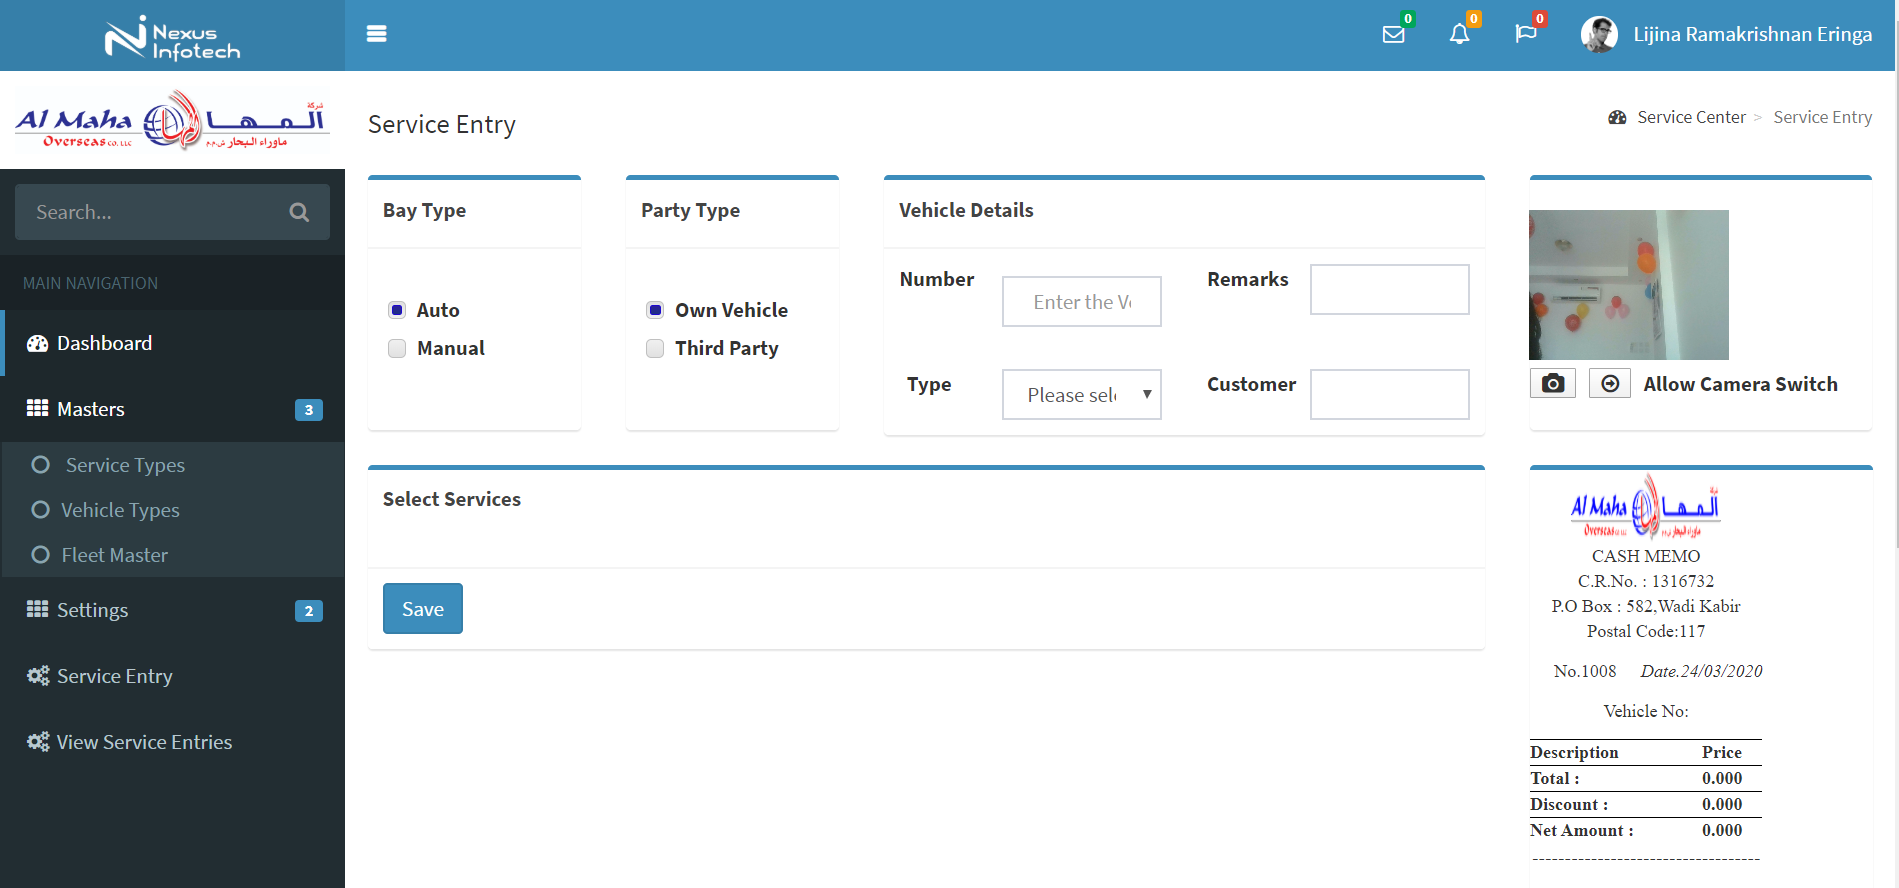 Nexus
Infotech
0
0
0
Lijina Ramakrishnan Eringa
Al Maha
Overseas CO. LLC
شركة
المها
ماوراء البحار ش.م.م
Service Entry
Service Center > Service Entry
Search...
MAIN NAVIGATION
Dashboard
Masters 3
Service Types
Vehicle Types
Fleet Master
Settings 2
Service Entry
View Service Entries
Bay Type
Auto
Manual
Party Type
Own Vehicle
Third Party
Vehicle Details
Number
Enter the V
Remarks
Type
Please sel
Customer
Allow Camera Switch
Select Services
Save
Al Maha
Overseas CO. LLC
شركة
المها
ماوراء البحار ش.م.م
CASH MEMO
C.R.No. : 1316732
P.O Box : 582,Wadi Kabir
Postal Code:117
No.1008 Date.24/03/2020
Vehicle No:
Description Price
Total : 0.000
Discount : 0.000
Net Amount : 0.000
-----------------------------------